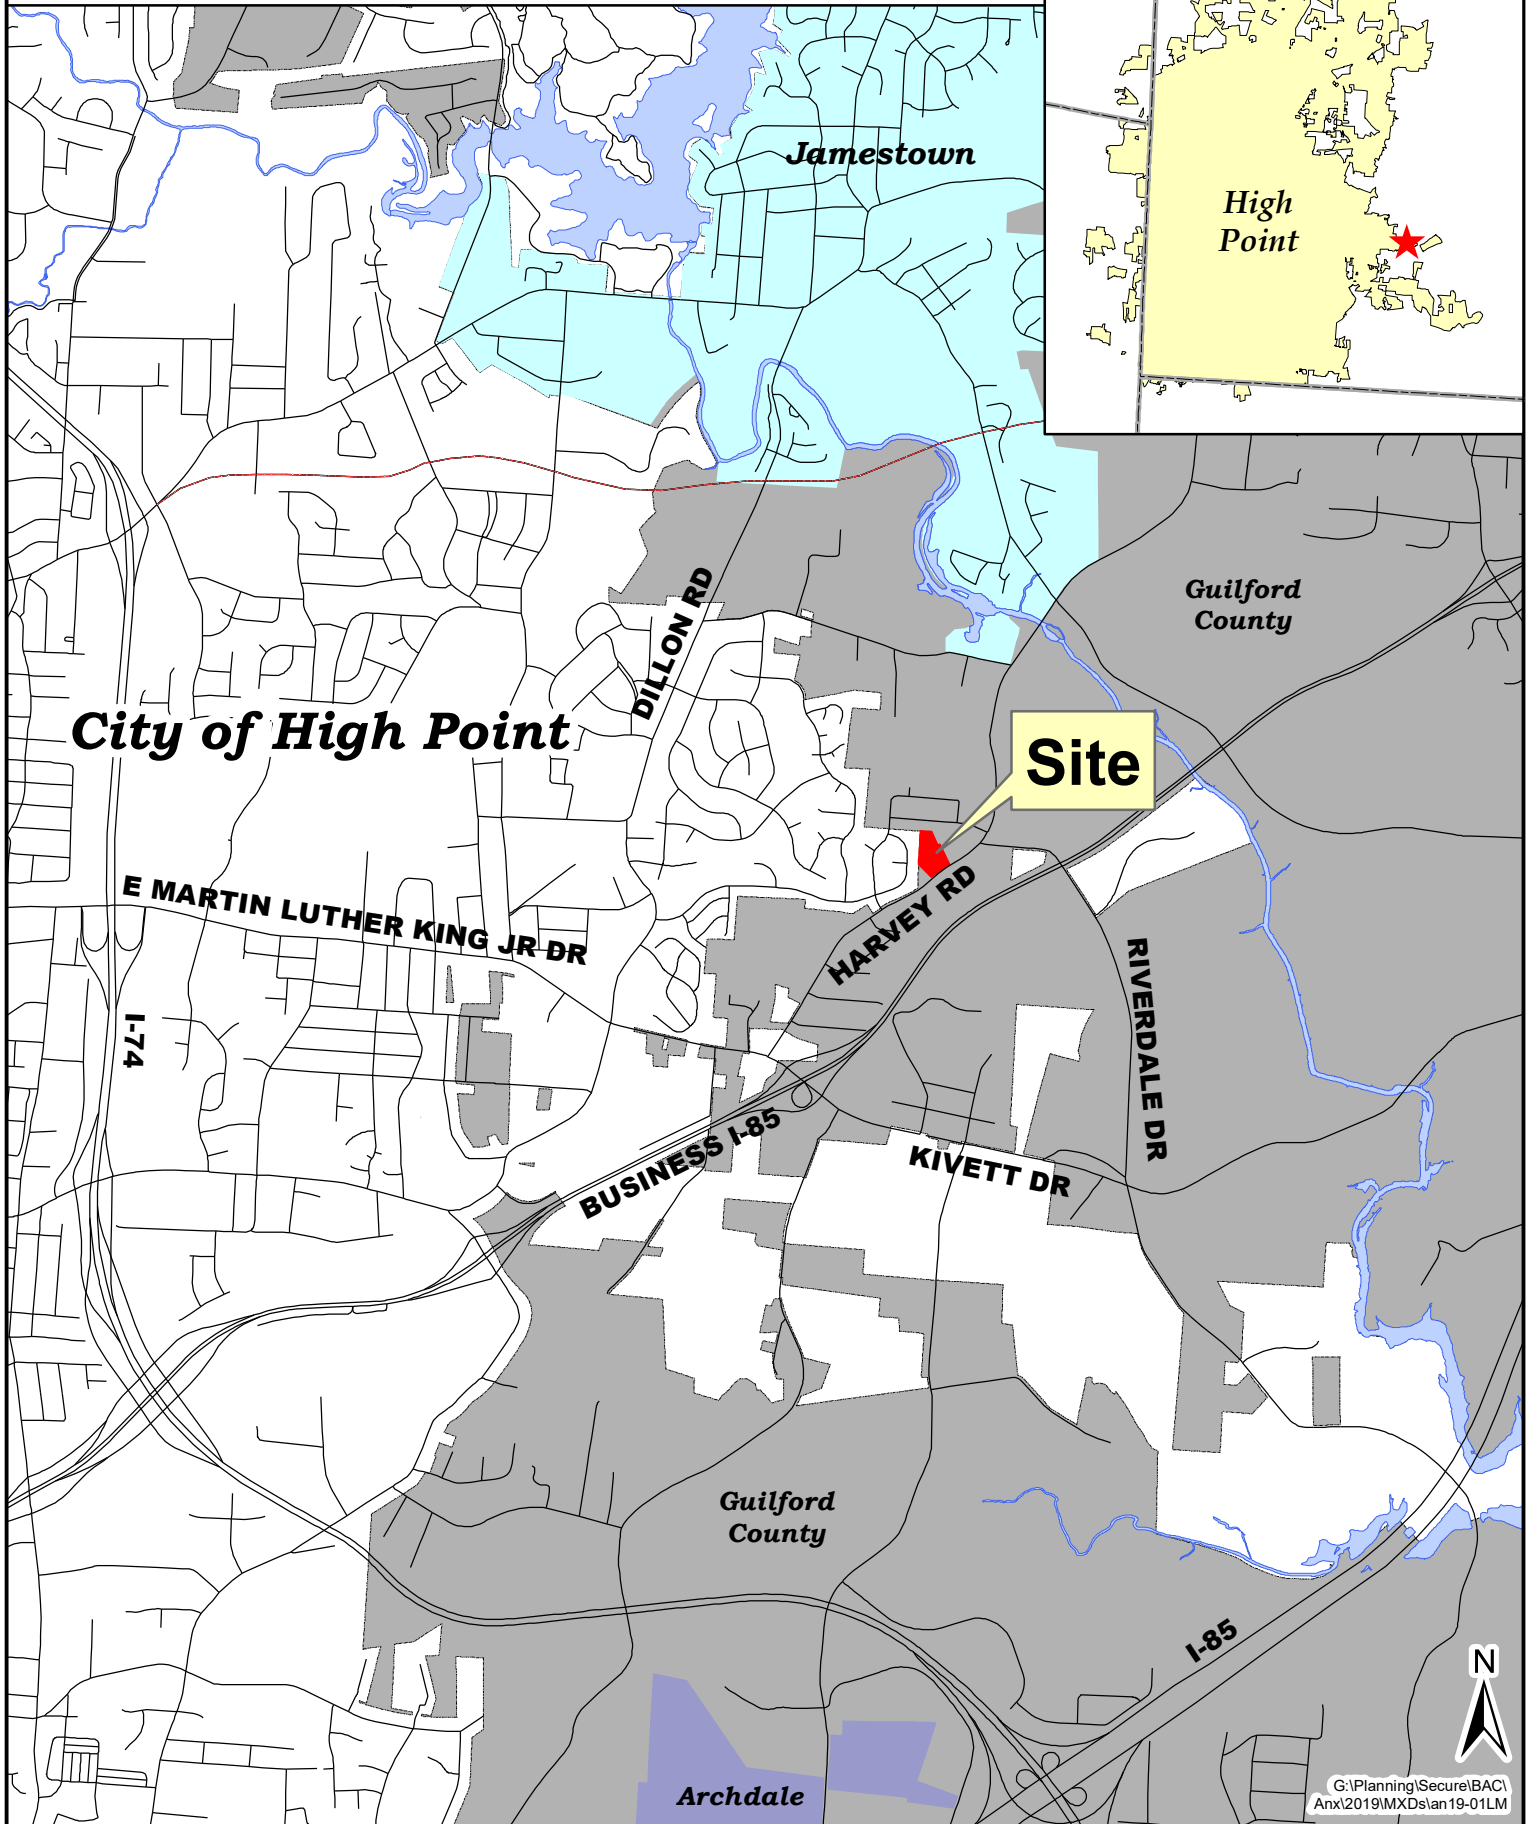 Jamestown
High
Point
Guilford
County
DILLON RD
City of High Point
Site
E MARTIN LUTHER KING JR DR
HARVEY RD
RIVERDALE DR
I-74
BUSINESS I-85
KIVETT DR
Guilford
County
I-85
N
Archdale
G:\Planning\Secure\BAC\
Anx\2019\MXDs\an19-01LM